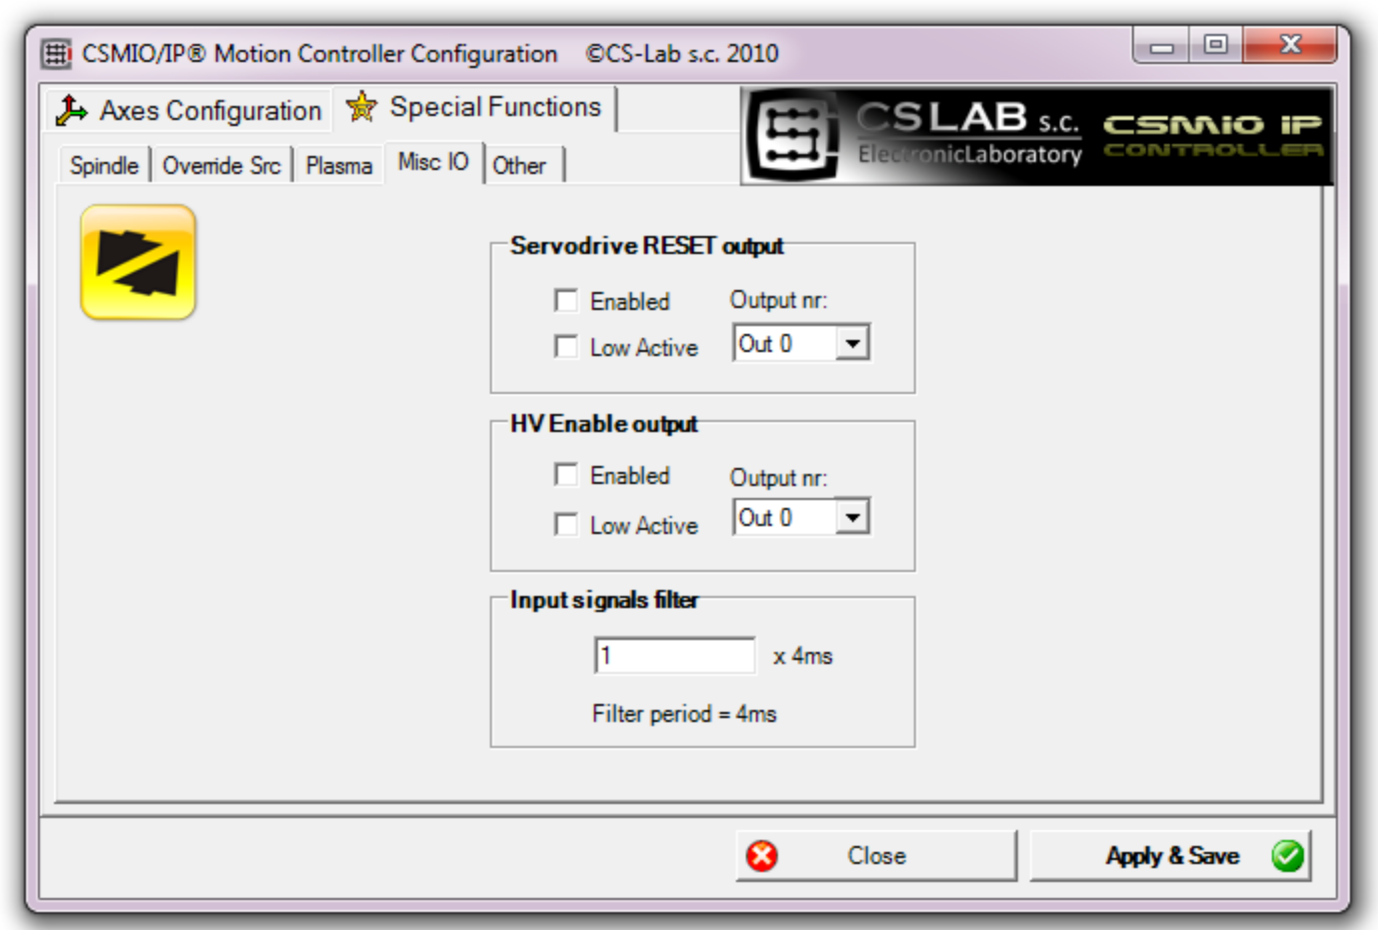 CSMIO/IP® Motion Controller Configuration ©CS-Lab s.c. 2010
Axes Configuration Special Functions
CSLAB s.c.
ElectronicLaboratory
CSMIO IP
CONTROLLER
Spindle Override Src Plasma Misc IO Other
Servodrive RESET output
Enabled Output nr:
Low Active Out 0
HV Enable output
Enabled Output nr:
Low Active Out 0
Input signals filter
1 x 4ms
Filter period = 4ms
Close Apply & Save